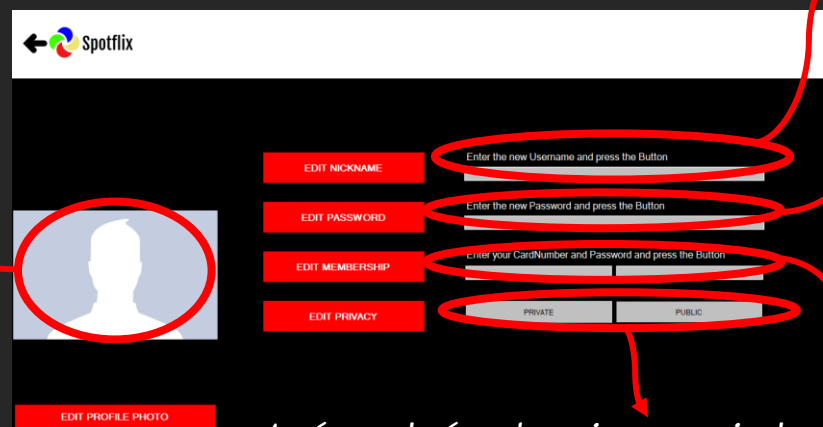 Spotflix
EDIT NICKNAME
Enter the new Username and press the Button
EDIT PASSWORD
Enter the new Password and press the Button
EDIT MEMBERSHIP
Enter your CardNumber and Password and press the Button
EDIT PRIVACY
PRIVATE
PUBLIC
EDIT PROFILE PHOTO